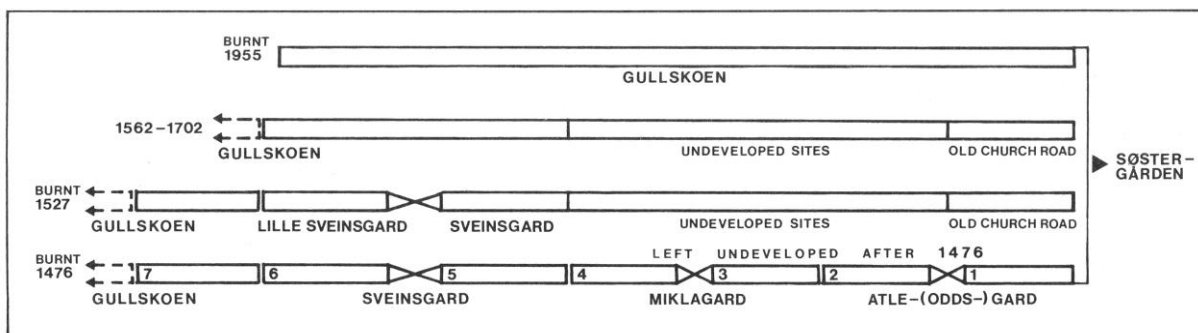 BURNT
1955
GULLSKOEN
1562–1702
GULLSKOEN
UNDEVELOPED SITES
OLD CHURCH ROAD
SØSTER–
GÅRDEN
BURNT
1527
GULLSKOEN
LILLE SVEINSGARD
SVEINSGARD
UNDEVELOPED SITES
OLD CHURCH ROAD
LEFT UNDEVELOPED AFTER 1476
BURNT
1476
7 6 5 4 3 2 1
GULLSKOEN
SVEINSGARD
MIKLAGARD
ATLE–(ODDS–)GARD